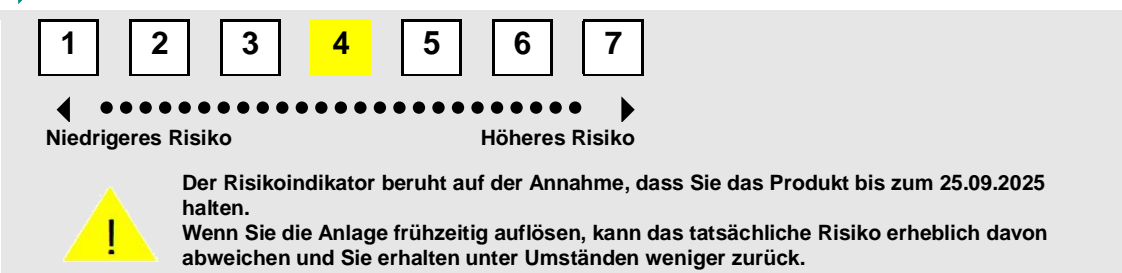 1 2 3 4 5 6 7
Niedrigeres Risiko Höheres Risiko
Der Risikoindikator beruht auf der Annahme, dass Sie das Produkt bis zum 25.09.2025
halten.
Wenn Sie die Anlage frühzeitig auflösen, kann das tatsächliche Risiko erheblich davon
abweichen und Sie erhalten unter Umständen weniger zurück.
!